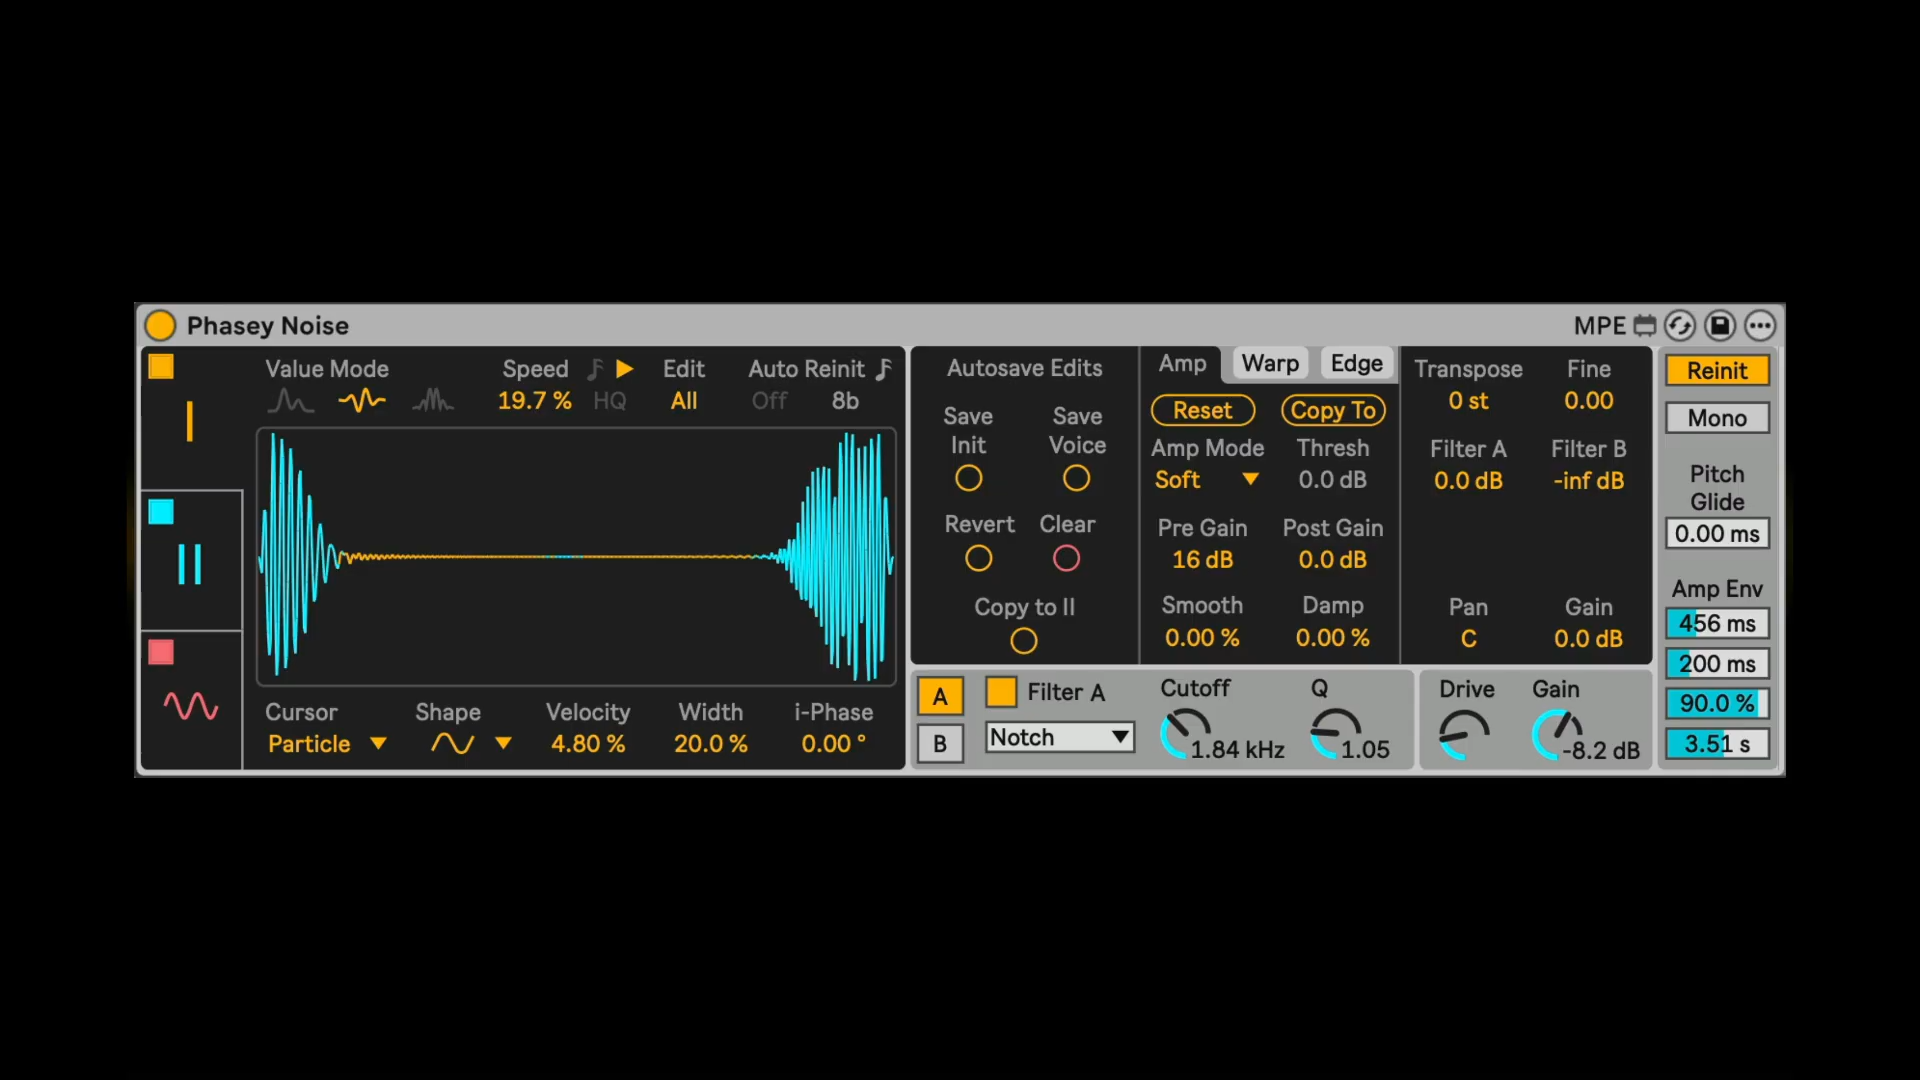 Phasey Noise
MPE
Value Mode
Speed
Edit
Auto Reinit
19.7 %
HQ
All
Off
8b
Cursor
Shape
Velocity
Width
i-Phase
Particle
4.80 %
20.0 %
0.00 °
Autosave Edits
Save
Init
Save
Voice
Revert
Clear
Copy to II
Amp
Warp
Edge
Reset
Copy To
Amp Mode
Thresh
Soft
0.0 dB
Pre Gain
Post Gain
16 dB
0.0 dB
Smooth
Damp
0.00 %
0.00 %
Transpose
Fine
0 st
0.00
Filter A
Filter B
0.0 dB
-inf dB
Pan
Gain
C
0.0 dB
A
B
Filter A
Notch
Cutoff
1.84 kHz
Q
1.05
Drive
Gain
-8.2 dB
Reinit
Mono
Pitch
Glide
0.00 ms
Amp Env
456 ms
200 ms
90.0 %
3.51 s